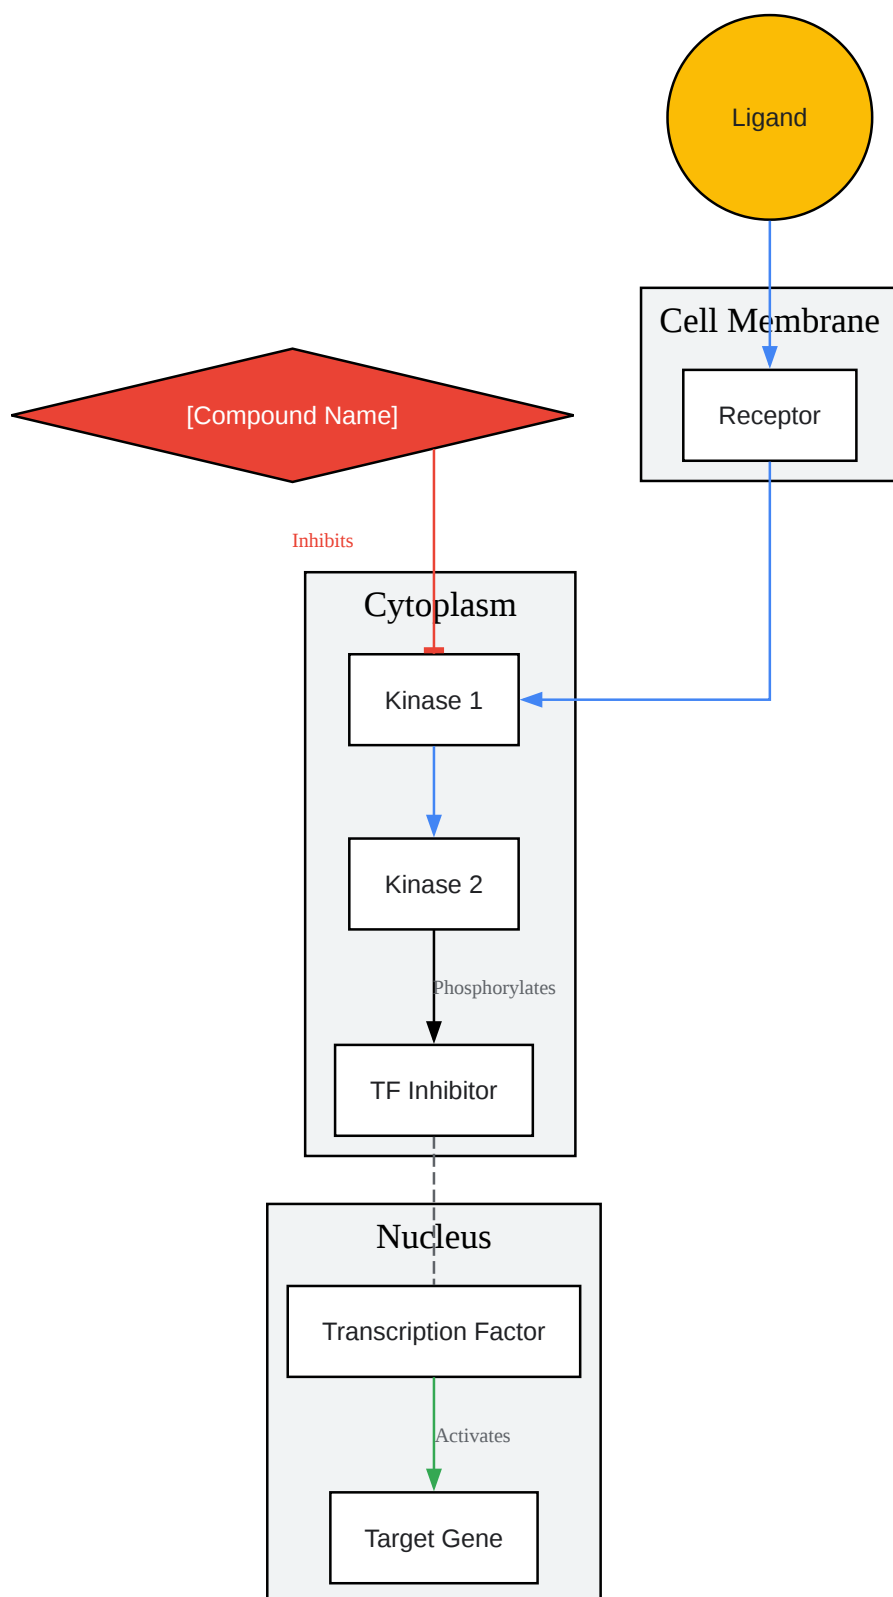 Ligand
Cell Membrane
Receptor
[Compound Name]
Inhibits
Cytoplasm
Kinase 1
Kinase 2
Phosphorylates
TF Inhibitor
Nucleus
Transcription Factor
Activates
Target Gene